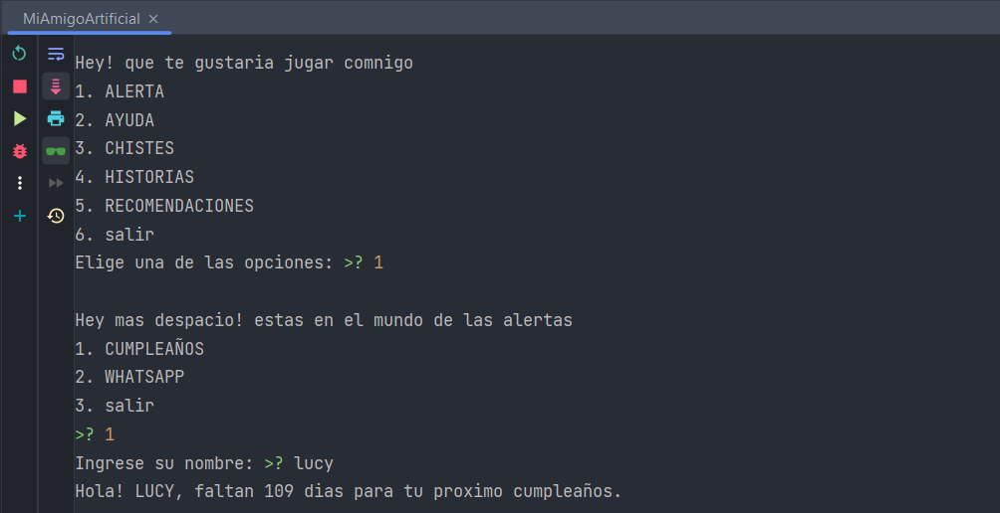 MiAmigoArtificial ×
Hey! que te gustaria jugar comnigo
1. ALERTA
2. AYUDA
3. CHISTES
4. HISTORIAS
5. RECOMENDACIONES
6. salir
Elige una de las opciones: >? 1
Hey mas despacio! estas en el mundo de las alertas
1. CUMPLEAÑOS
2. WHATSAPP
3. salir
>? 1
Ingrese su nombre: >? lucy
Hola! LUCY, faltan 109 dias para tu proximo cumpleaños.